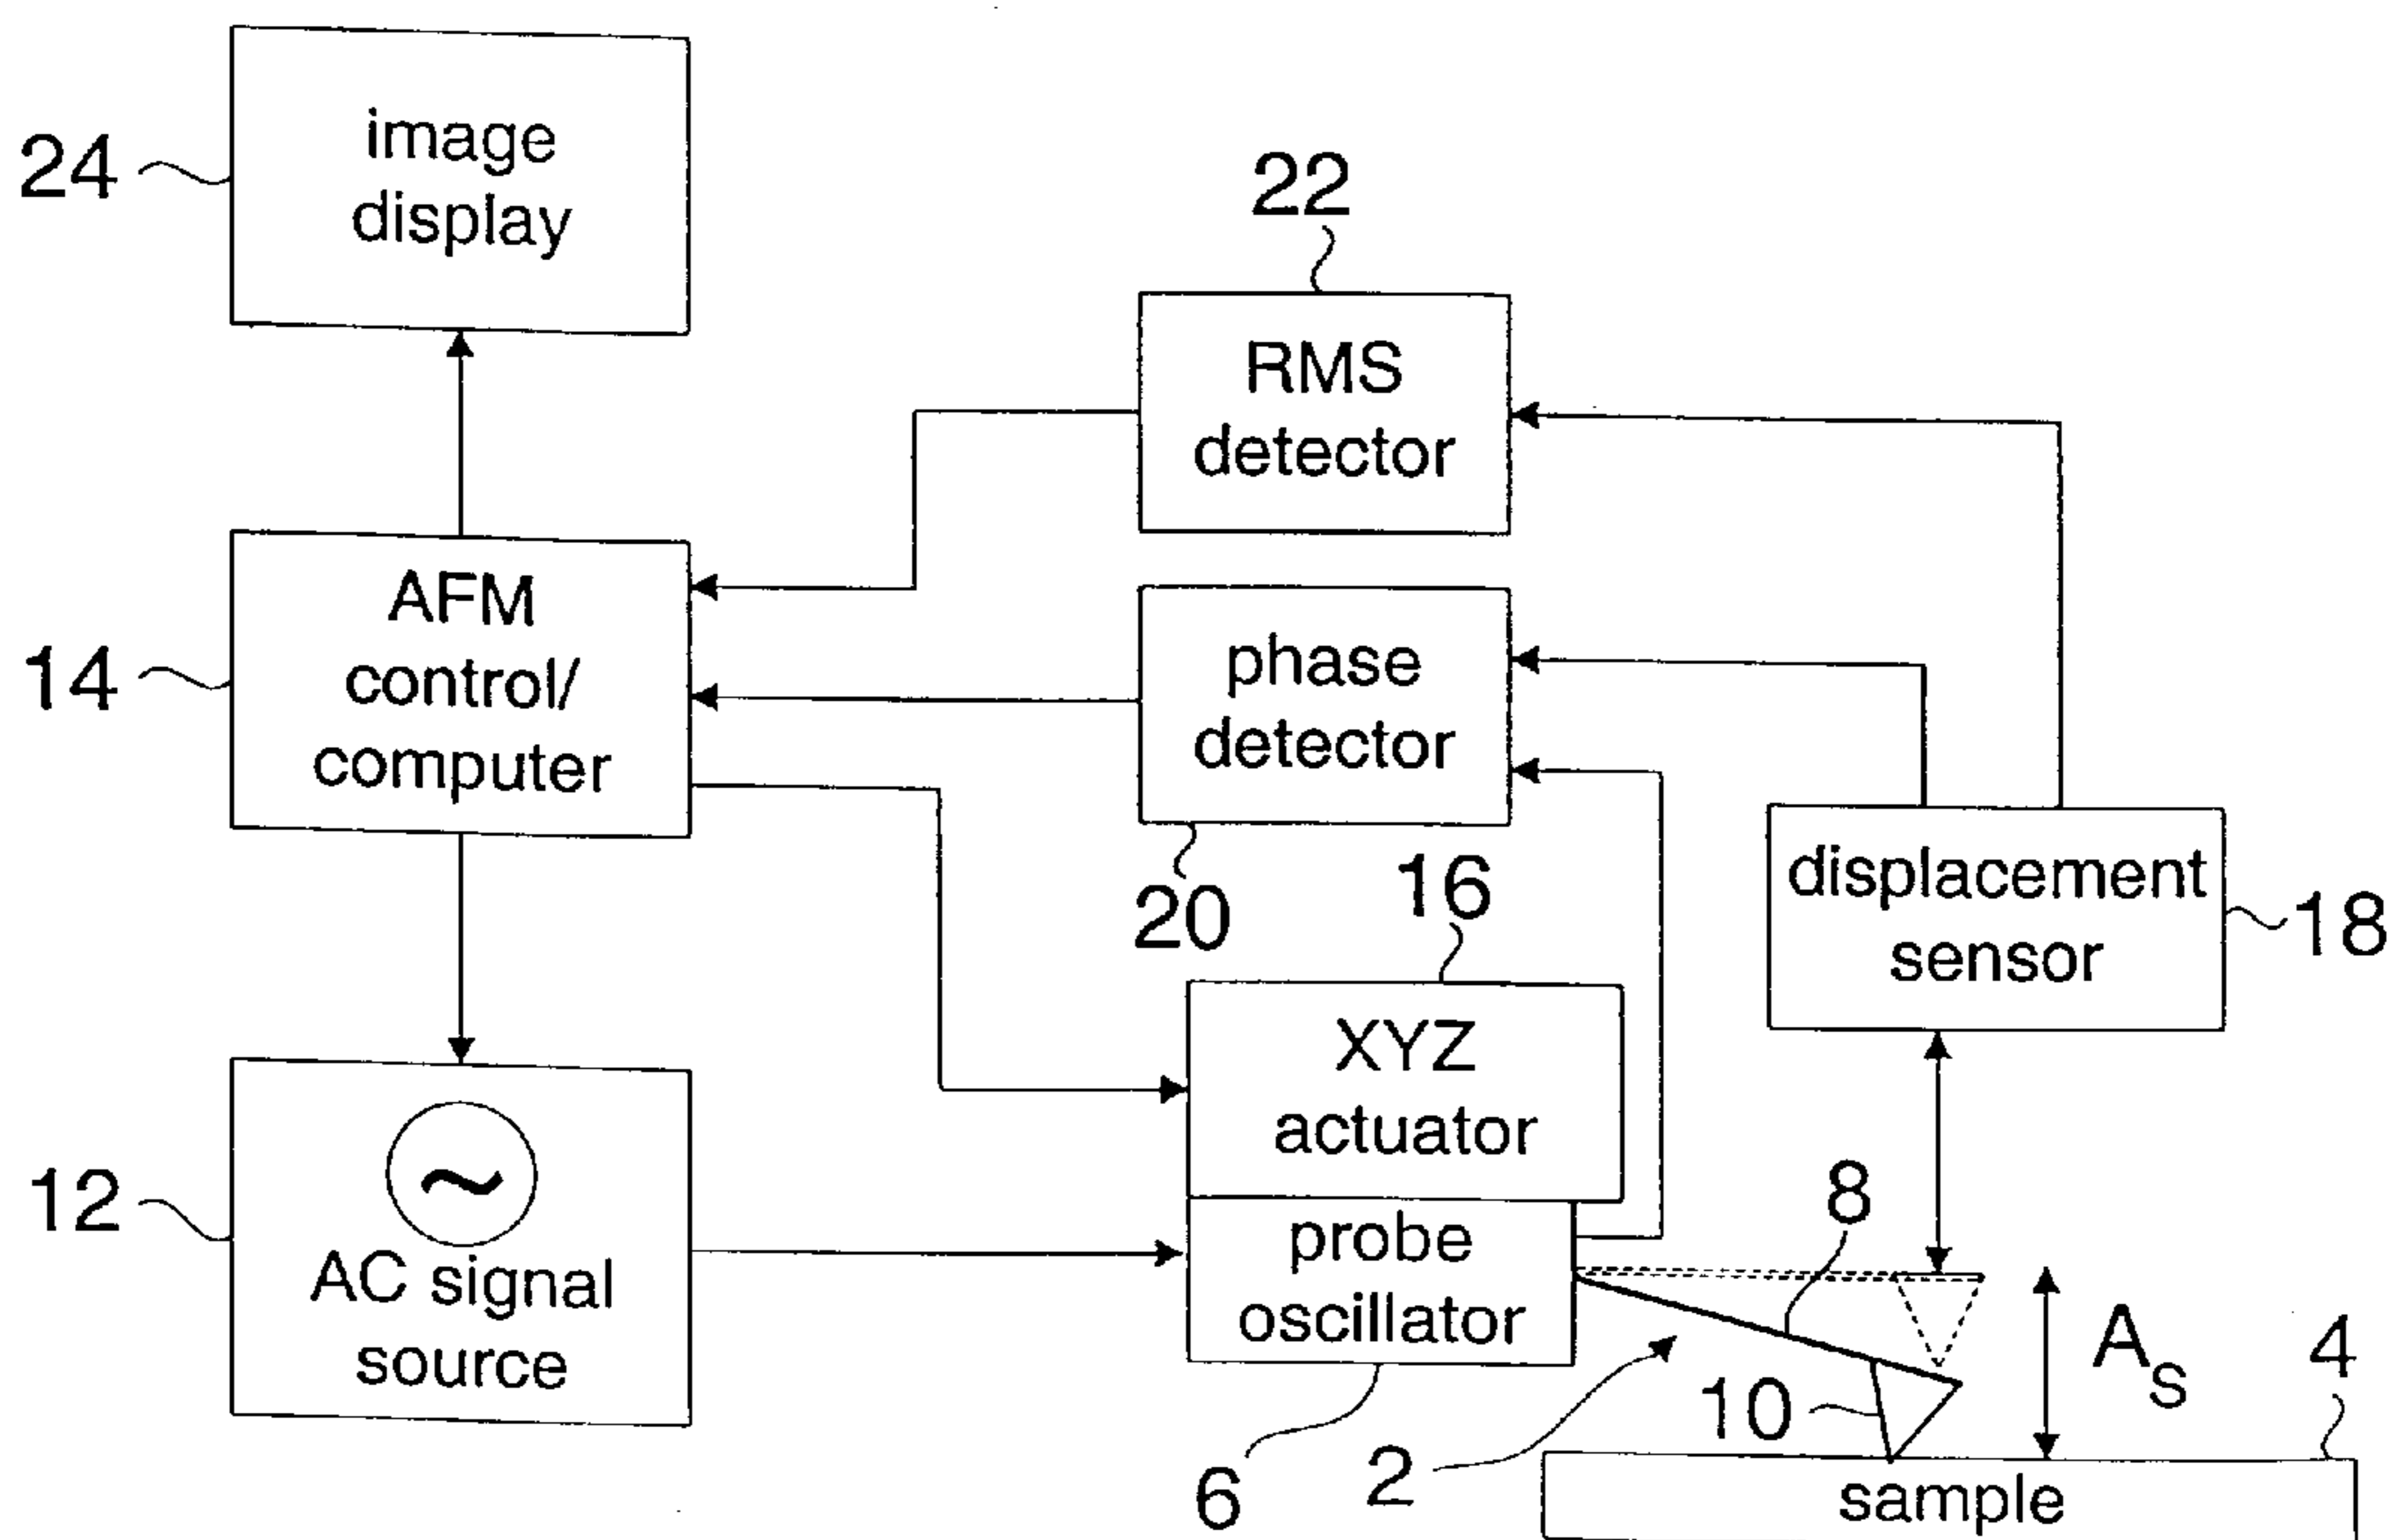 24
image
display
22
RMS
detector
14
AFM
control/
computer
phase
detector
20
16
displacement
sensor
18
XYZ
actuator
12
~
AC signal
source
probe
oscillator
8
10
A_S
4
6
2
sample